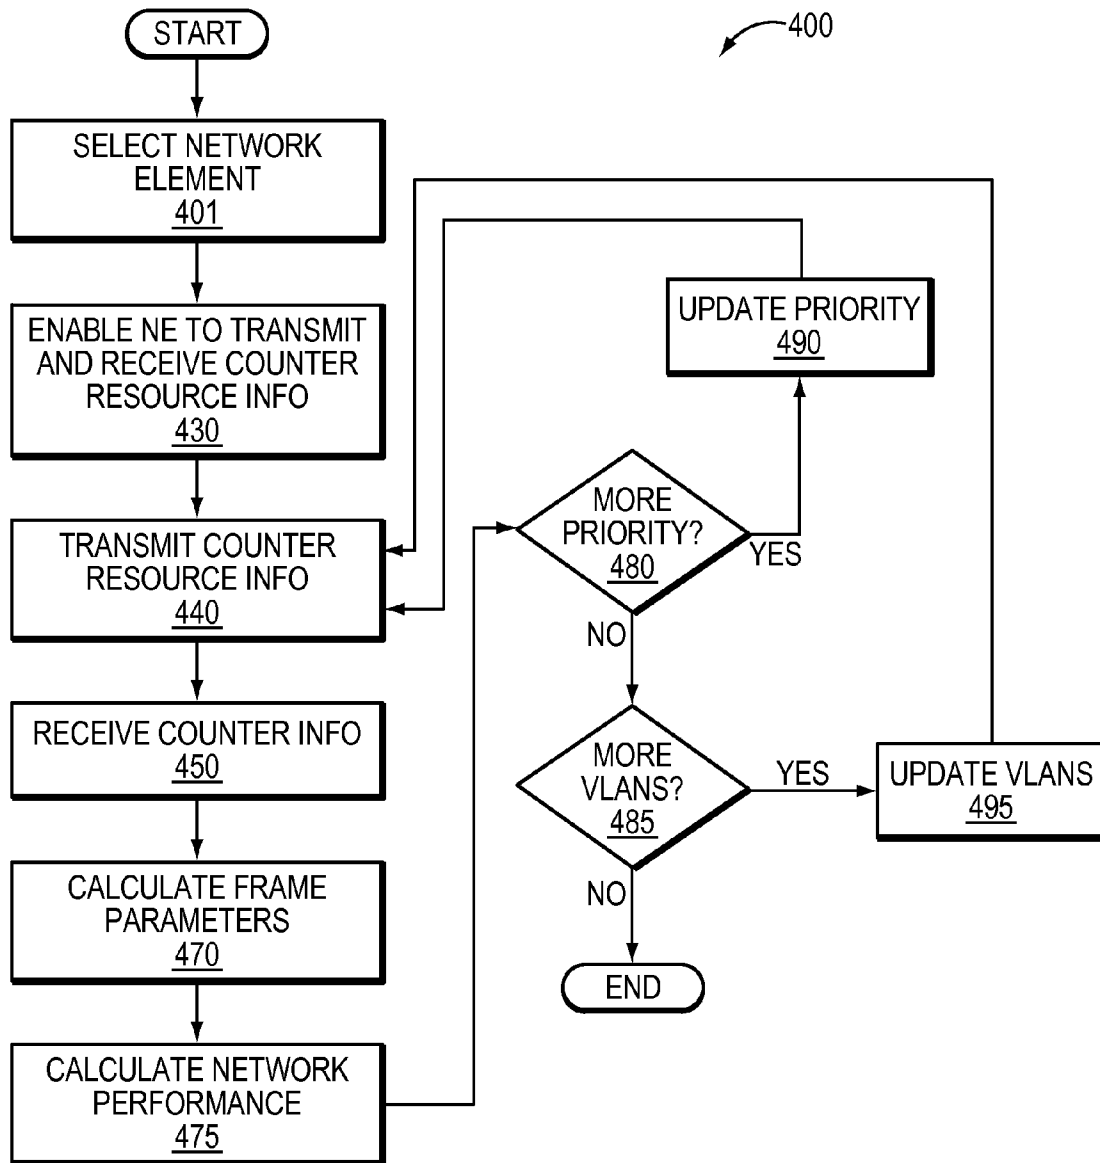 START
400
SELECT NETWORK
ELEMENT
401
ENABLE NE TO TRANSMIT
AND RECEIVE COUNTER
RESOURCE INFO
430
TRANSMIT COUNTER
RESOURCE INFO
440
RECEIVE COUNTER INFO
450
CALCULATE FRAME
PARAMETERS
470
CALCULATE NETWORK
PERFORMANCE
475
MORE
PRIORITY?
480
YES
UPDATE PRIORITY
490
NO
MORE
VLANS?
485
YES
UPDATE VLANS
495
NO
END